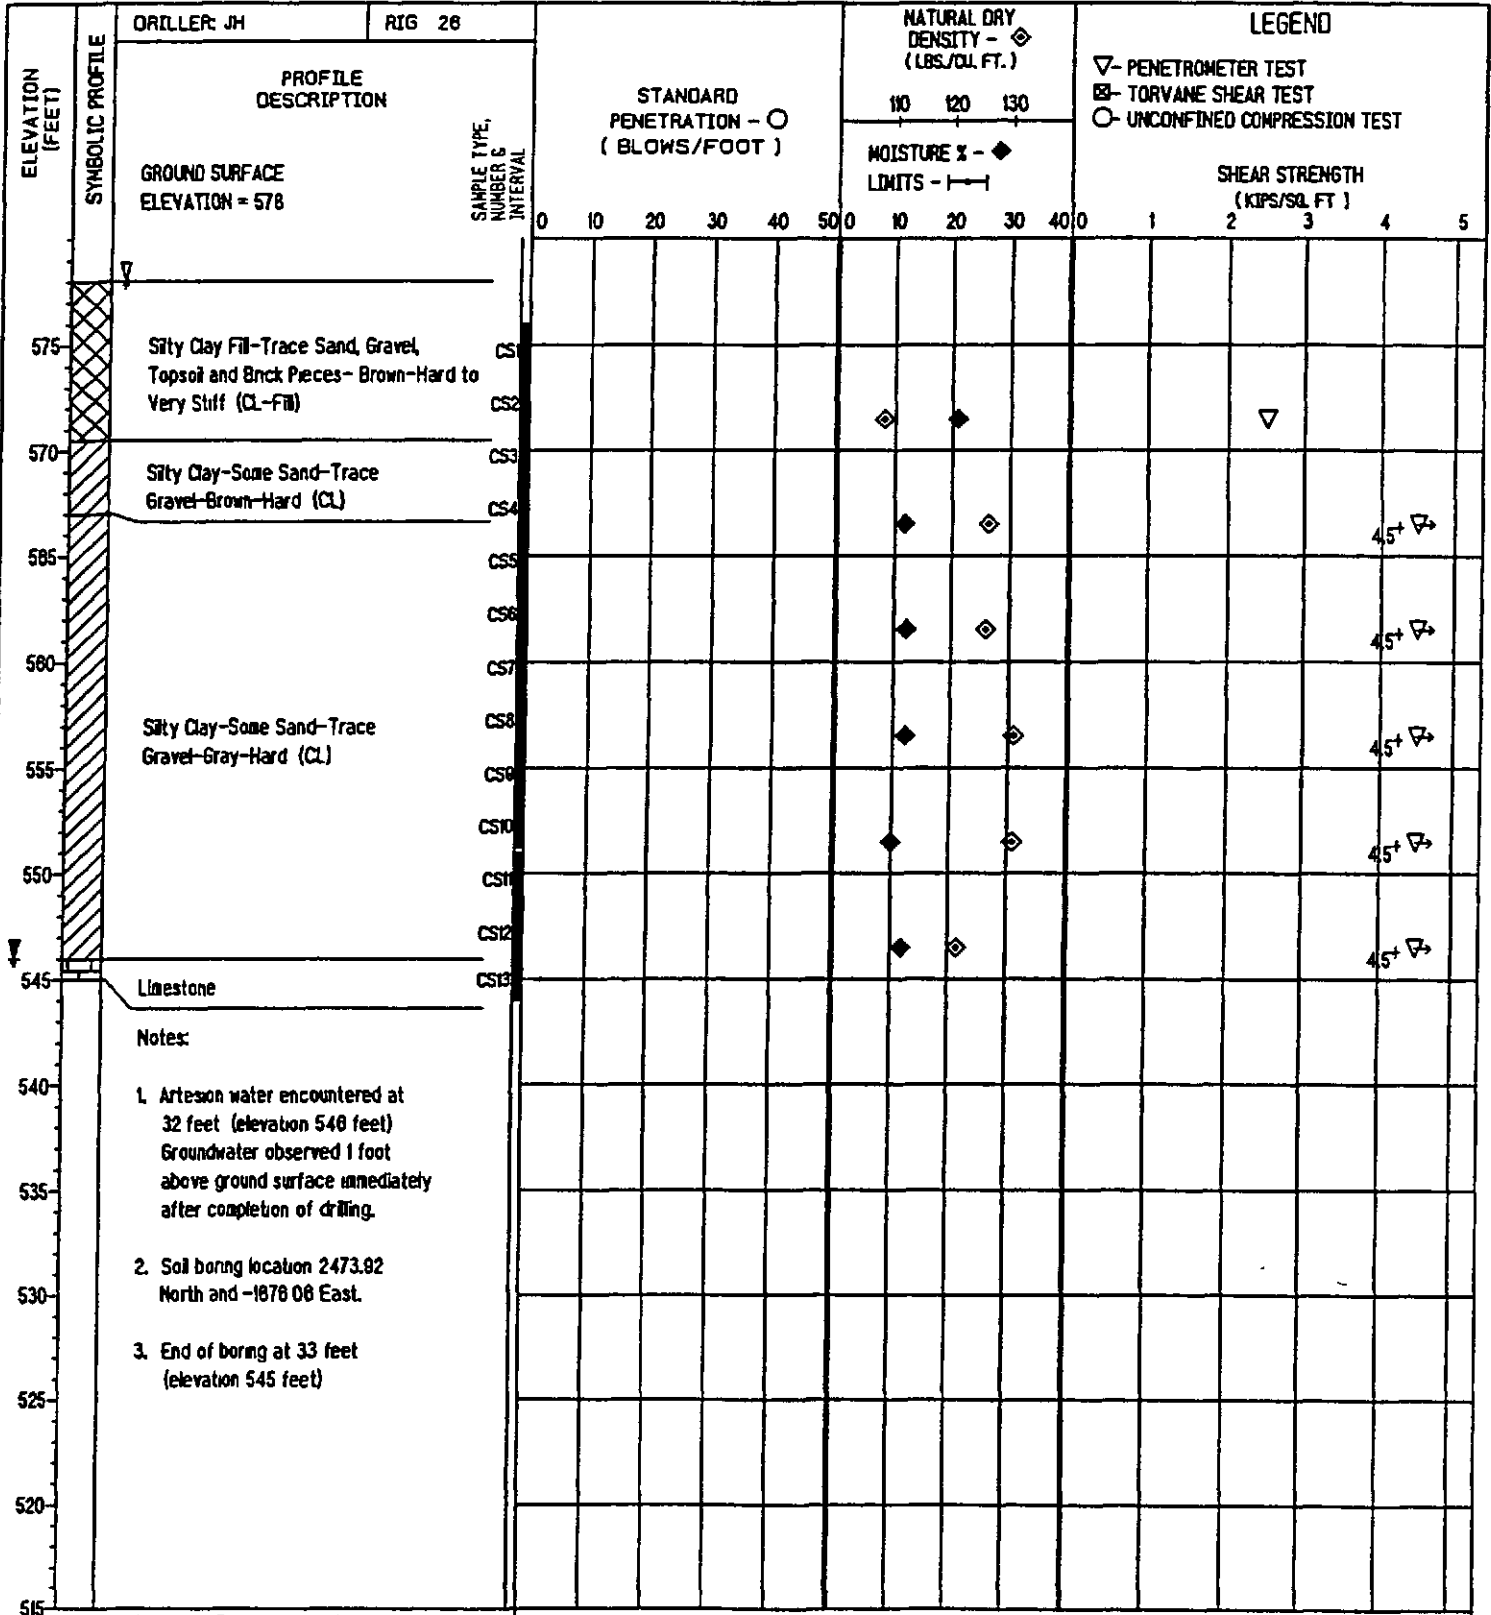 DRILLER: JH
RIG 26
ELEVATION
(FEET)
SYMBOLIC PROFILE
PROFILE
DESCRIPTION
GROUND SURFACE
ELEVATION = 578
SAMPLE TYPE,
NUMBER &
INTERVAL
STANDARD
PENETRATION - O
( BLOWS/FOOT )
0 10 20 30 40 50
NATURAL DRY
DENSITY -
(LBS./CU. FT.)
110 120 130
MOISTURE % -
LIMITS -
0 10 20 30 40
LEGEND
- PENETROMETER TEST
- TORVANE SHEAR TEST
- UNCONFINED COMPRESSION TEST
SHEAR STRENGTH
(KIPS/SQ. FT )
0 1 2 3 4 5
575
Silty Clay Fill-Trace Sand, Gravel,
Topsoil and Brick Pieces- Brown-Hard to
Very Stiff (CL-Fill)
CS1
CS2
570
CS3
Silty Clay-Some Sand-Trace
Gravel-Brown-Hard (CL)
CS4
4.5+
565
CS5
CS6
4.5+
560
CS7
Silty Clay-Some Sand-Trace
Gravel-Gray-Hard (CL)
CS8
4.5+
555
CS9
CS10
4.5+
550
CS11
CS12
4.5+
545
Limestone
CS13
Notes:
540
1. Artesian water encountered at
32 feet (elevation 546 feet)
Groundwater observed 1 foot
above ground surface immediately
after completion of drilling.
535
2. Soil boring location 2473.92
North and -1676 06 East.
530
3. End of boring at 33 feet
(elevation 545 feet)
525
520
515